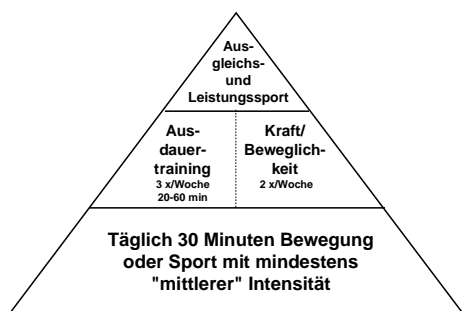 Aus-
gleichs-
und
Leistungssport
Aus-
dauer-
training
3 x/Woche
20-60 min
Kraft/
Beweglich-
keit
2 x/Woche
Täglich 30 Minuten Bewegung
oder Sport mit mindestens
"mittlerer" Intensität